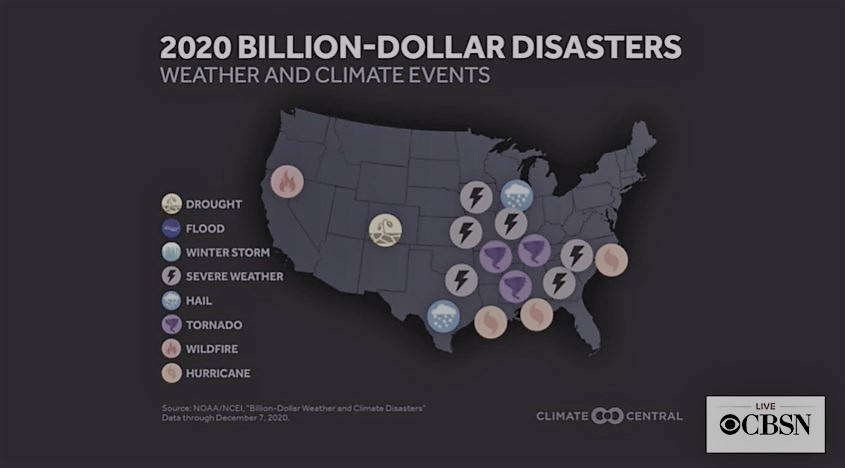 2020 BILLION-DOLLAR DISASTERS
WEATHER AND CLIMATE EVENTS
DROUGHT
FLOOD
WINTER STORM
SEVERE WEATHER
HAIL
TORNADO
WILDFIRE
HURRICANE
Source: NOAA/NCEI, "Billion-Dollar Weather and Climate Disasters"
Data through December 7, 2020.
CLIMATE CENTRAL
LIVE
CBSN